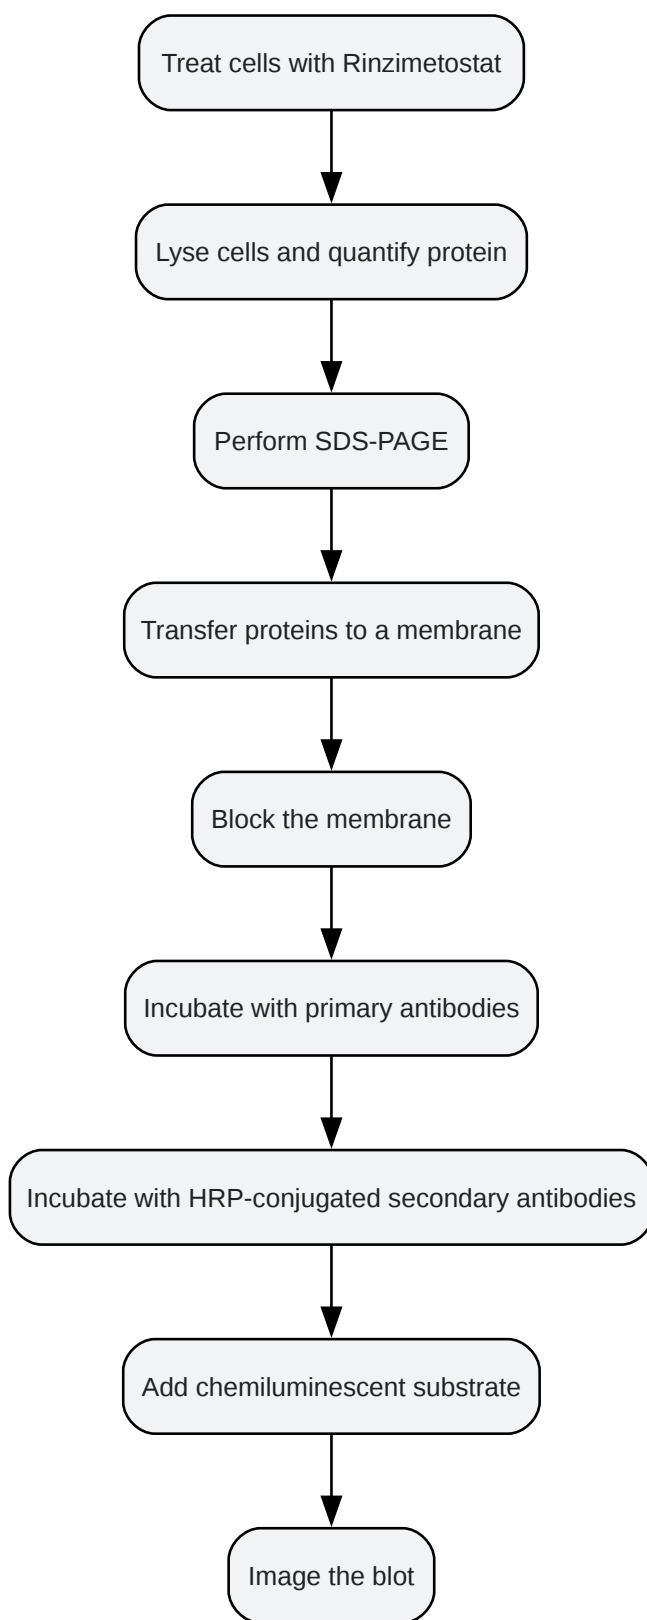 Treat cells with Rinzimetostat
Lyse cells and quantify protein
Perform SDS-PAGE
Transfer proteins to a membrane
Block the membrane
Incubate with primary antibodies
Incubate with HRP-conjugated secondary antibodies
Add chemiluminescent substrate
Image the blot